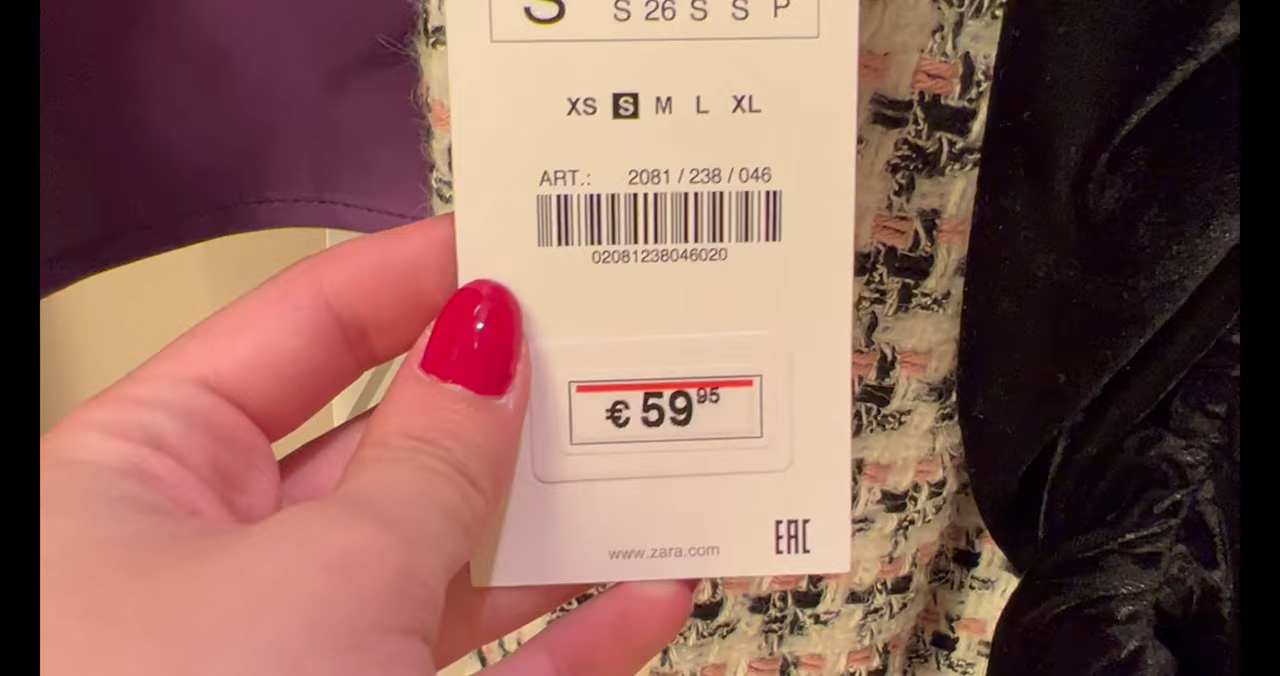 S S 26 S S P
XS S M L XL
ART.: 2081 / 238 / 046
02081238046020
€ 59 95
www.zara.com EAC